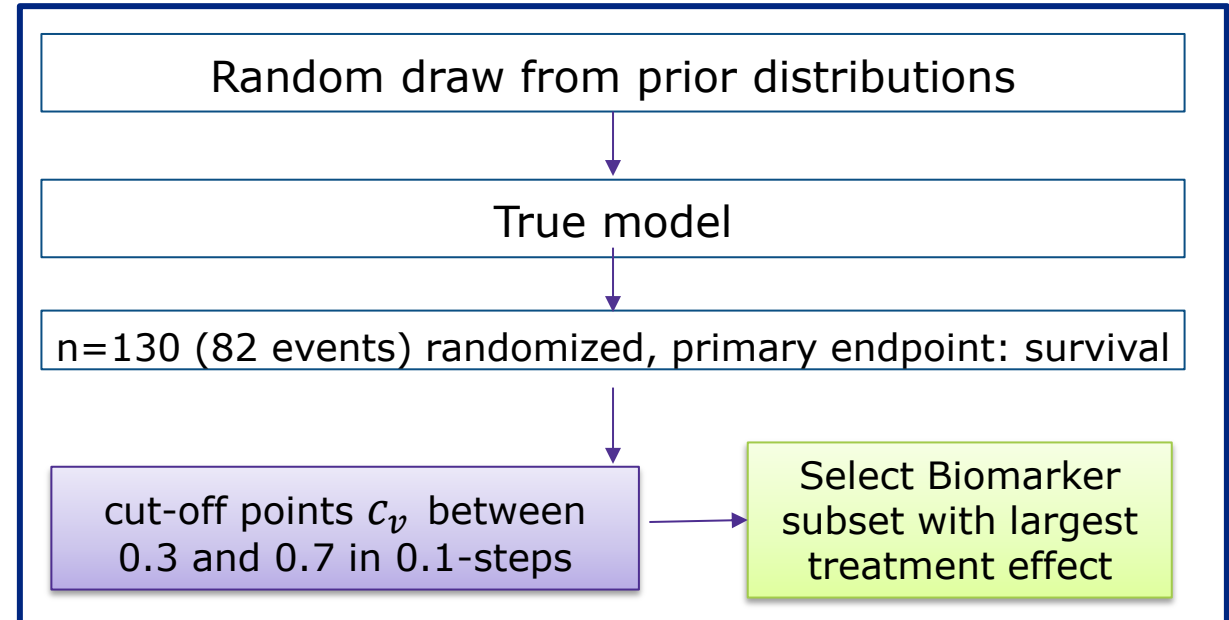 Random draw from prior distributions
True model
n=130 (82 events) randomized, primary endpoint: survival
cut-off points 𝑐𝑣 between
0.3 and 0.7 in 0.1-steps
Select Biomarker
subset with largest
treatment effect